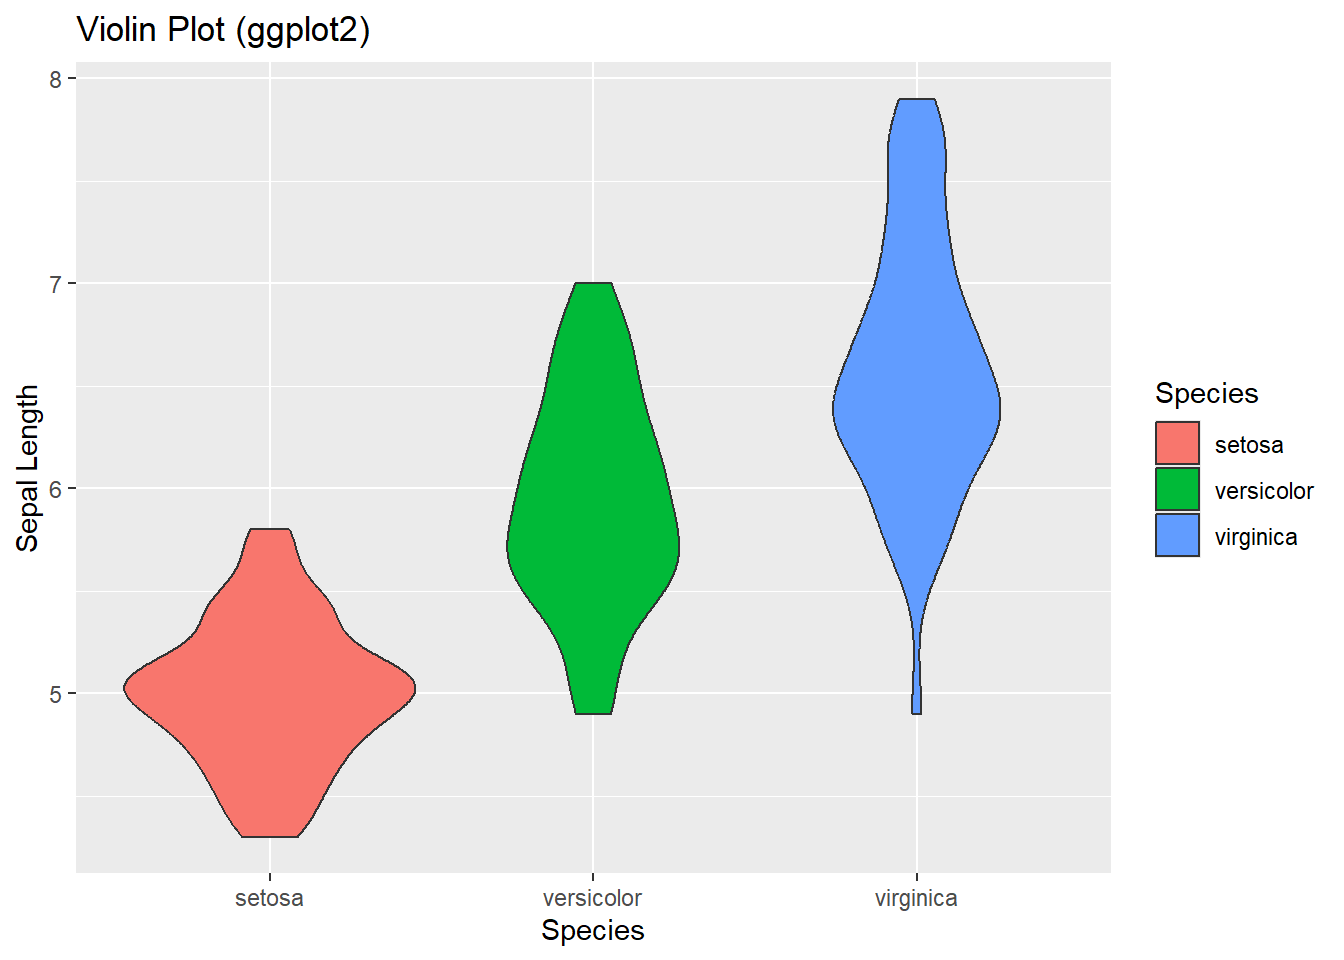 Violin Plot (ggplot2)
8
7
6
5
Sepal Length
setosa
versicolor
virginica
Species
Species
setosa
versicolor
virginica